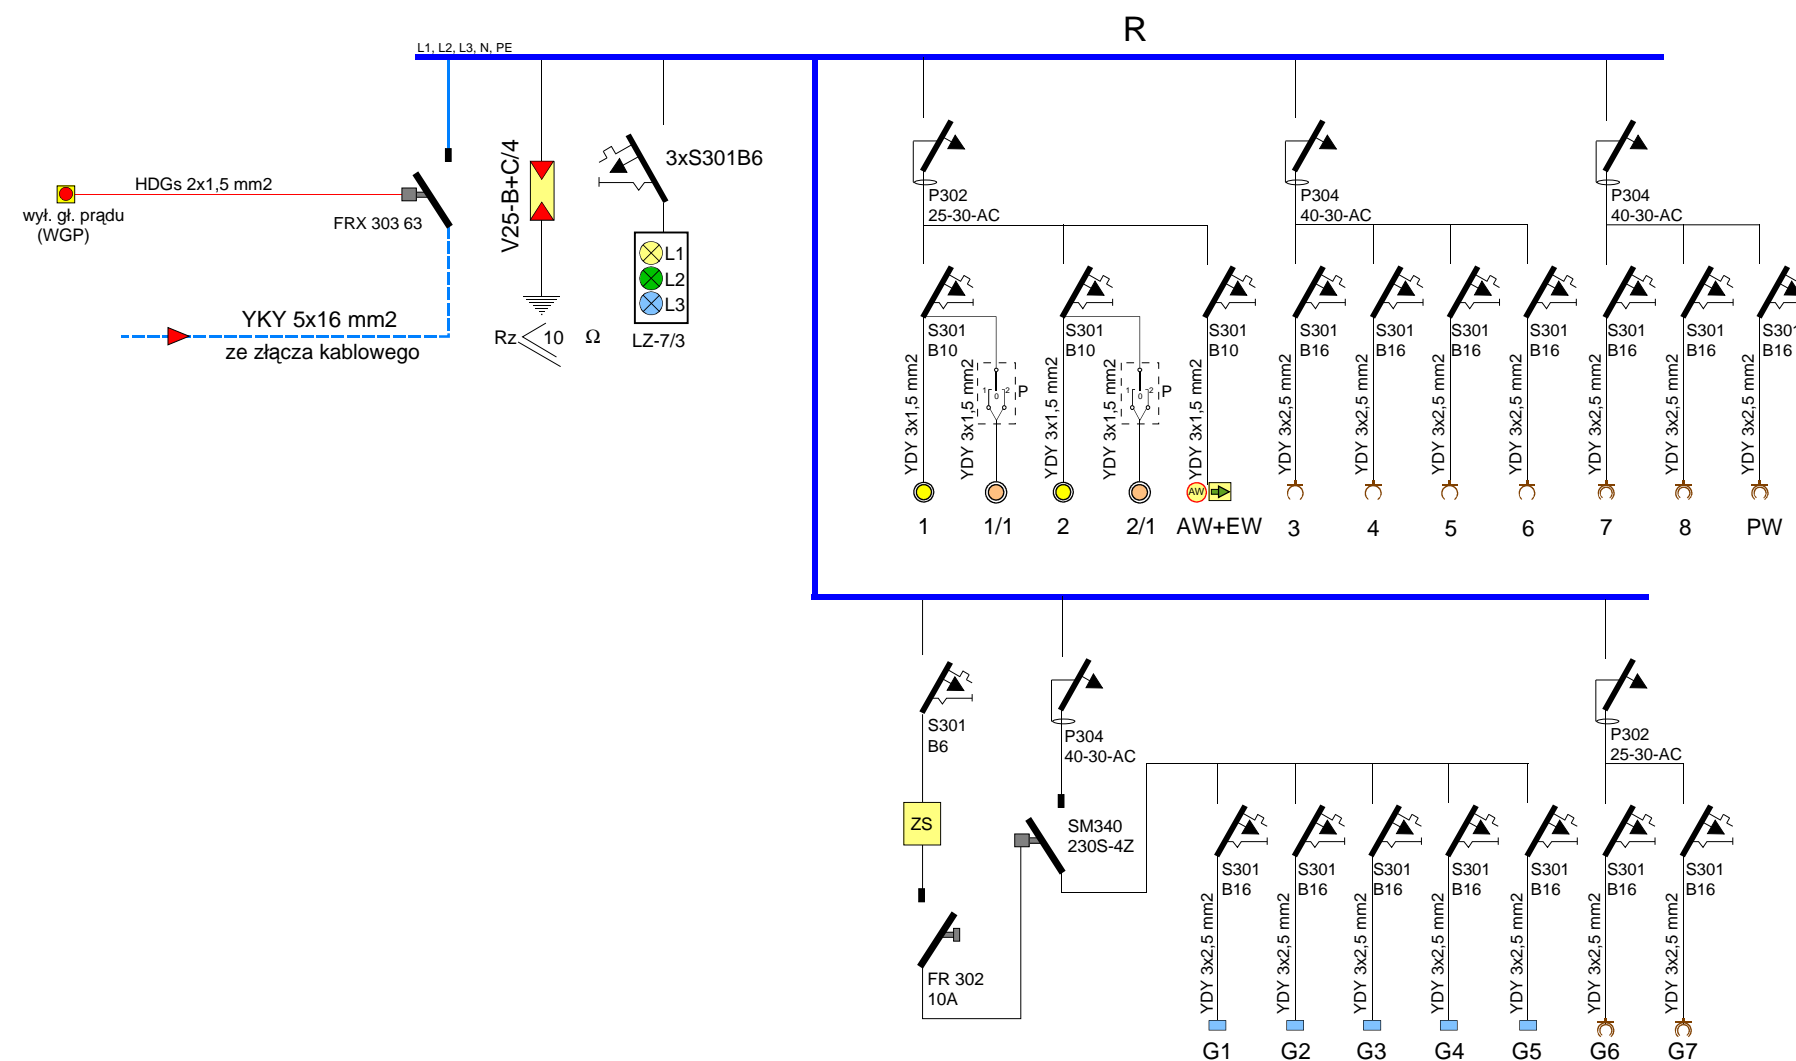 R
L1, L2, L3, N, PE
HDGs 2x1,5 mm2
wył. gł. prądu
(WGP)
FRX 303 63
YKY 5x16 mm2
ze złącza kablowego
V25-B+C/4
Rz 10 Ω
3xS301B6
L1
L2
L3
LZ-7/3
P302
25-30-AC
P304
40-30-AC
P304
40-30-AC
S301
B10
S301
B10
S301
B10
S301
B16
S301
B16
S301
B16
S301
B16
S301
B16
S301
B16
S301
B16
YDY 3x1,5 mm2
YDY 3x1,5 mm2
YDY 3x1,5 mm2
YDY 3x1,5 mm2
YDY 3x1,5 mm2
YDY 3x2,5 mm2
YDY 3x2,5 mm2
YDY 3x2,5 mm2
YDY 3x2,5 mm2
YDY 3x2,5 mm2
YDY 3x2,5 mm2
YDY 3x2,5 mm2
1 0 2 P
1 0 2 P
AW
1 1/1 2 2/1 AW+EW 3 4 5 6 7 8 PW
S301
B6
ZS
FR 302
10A
P304
40-30-AC
SM340
230S-4Z
P302
25-30-AC
S301
B16
S301
B16
S301
B16
S301
B16
S301
B16
S301
B16
S301
B16
YDY 3x2,5 mm2
YDY 3x2,5 mm2
YDY 3x2,5 mm2
YDY 3x2,5 mm2
YDY 3x2,5 mm2
YDY 3x2,5 mm2
YDY 3x2,5 mm2
G1 G2 G3 G4 G5 G6 G7